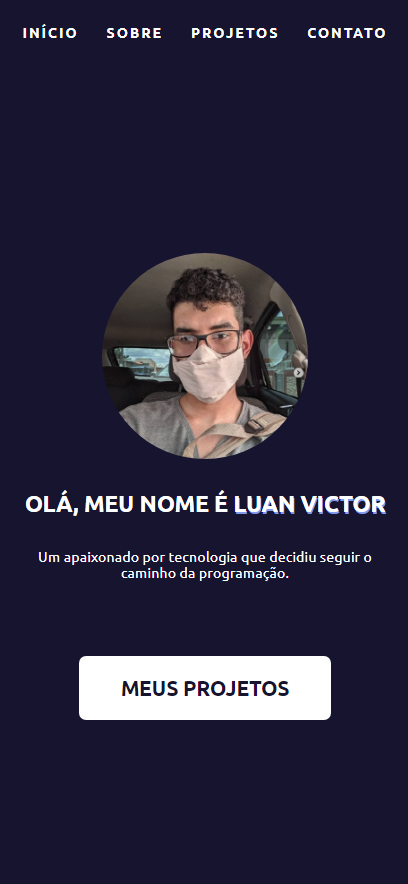 INÍCIO SOBRE PROJETOS CONTATO
OLÁ, MEU NOME É LUAN VICTOR
Um apaixonado por tecnologia que decidiu seguir o
caminho da programação.
MEUS PROJETOS